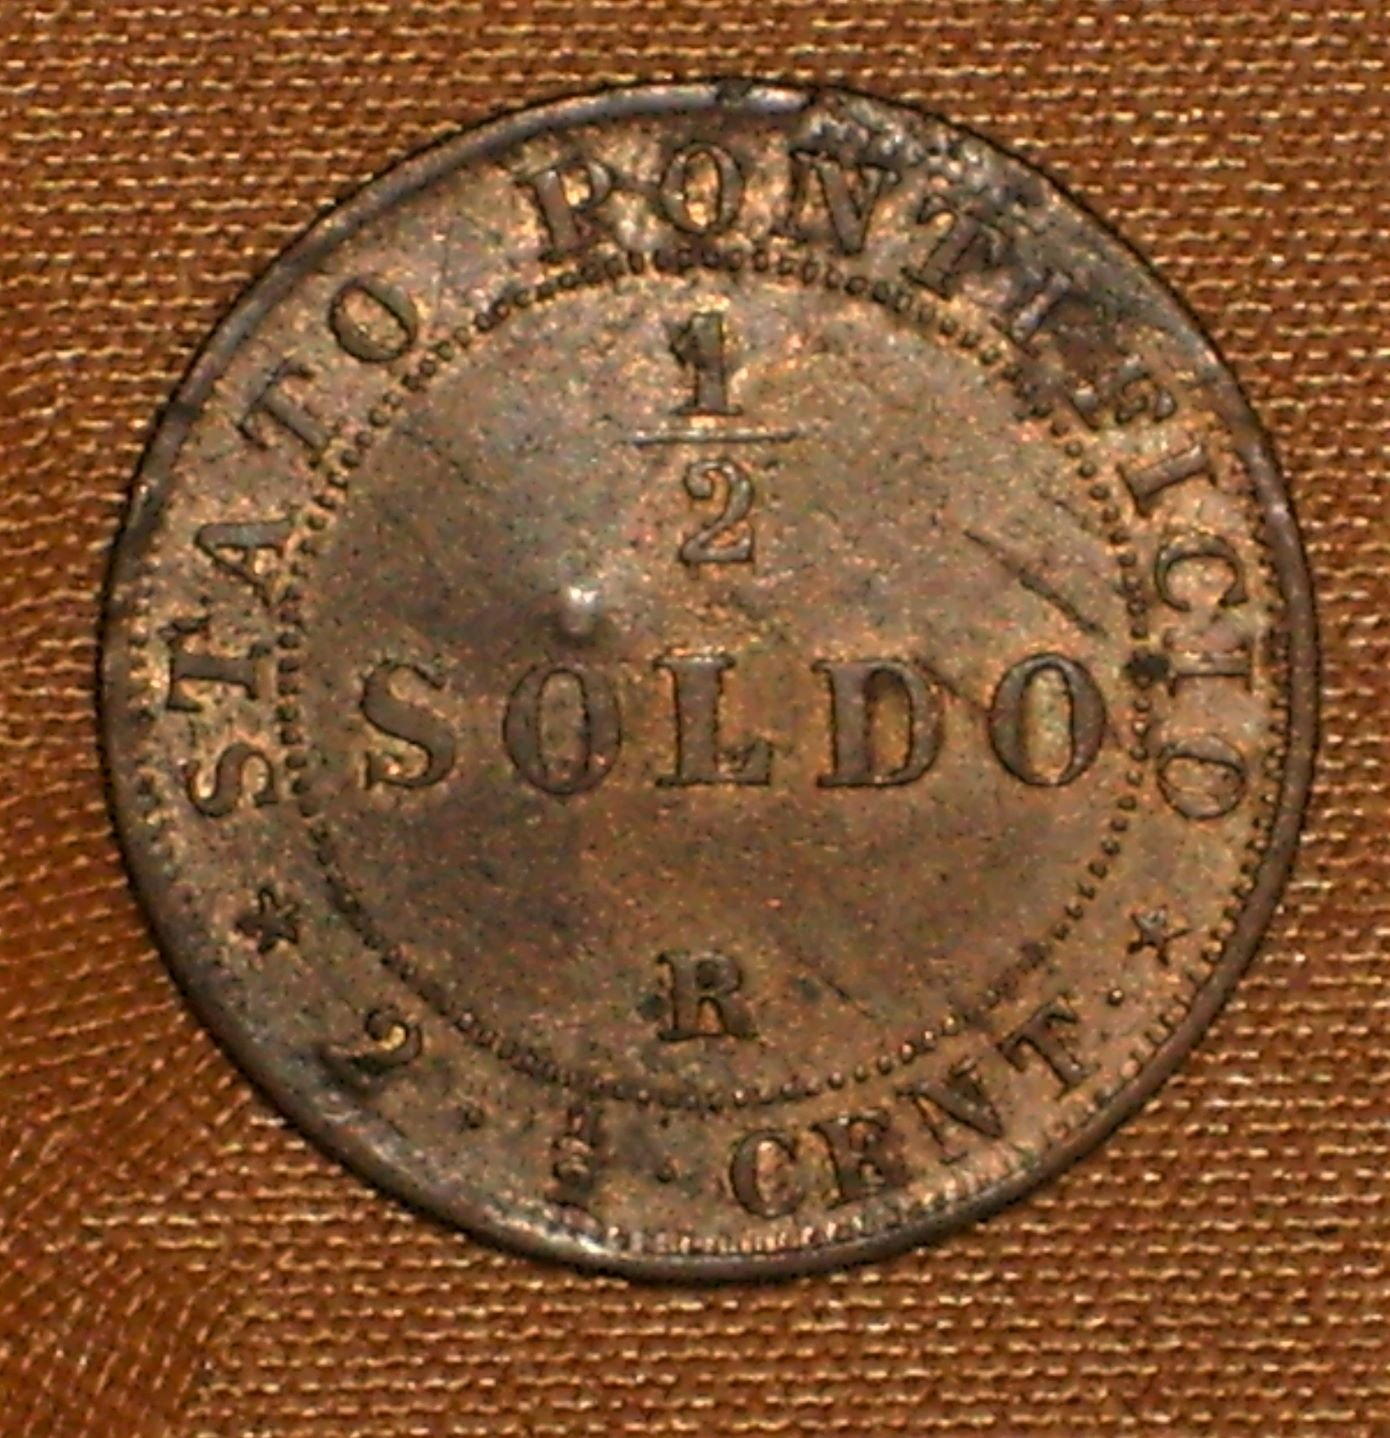 STATO PONTIFICIO
1/2
SOLDO
R
★ 2 · 1/2 · CENT · ★